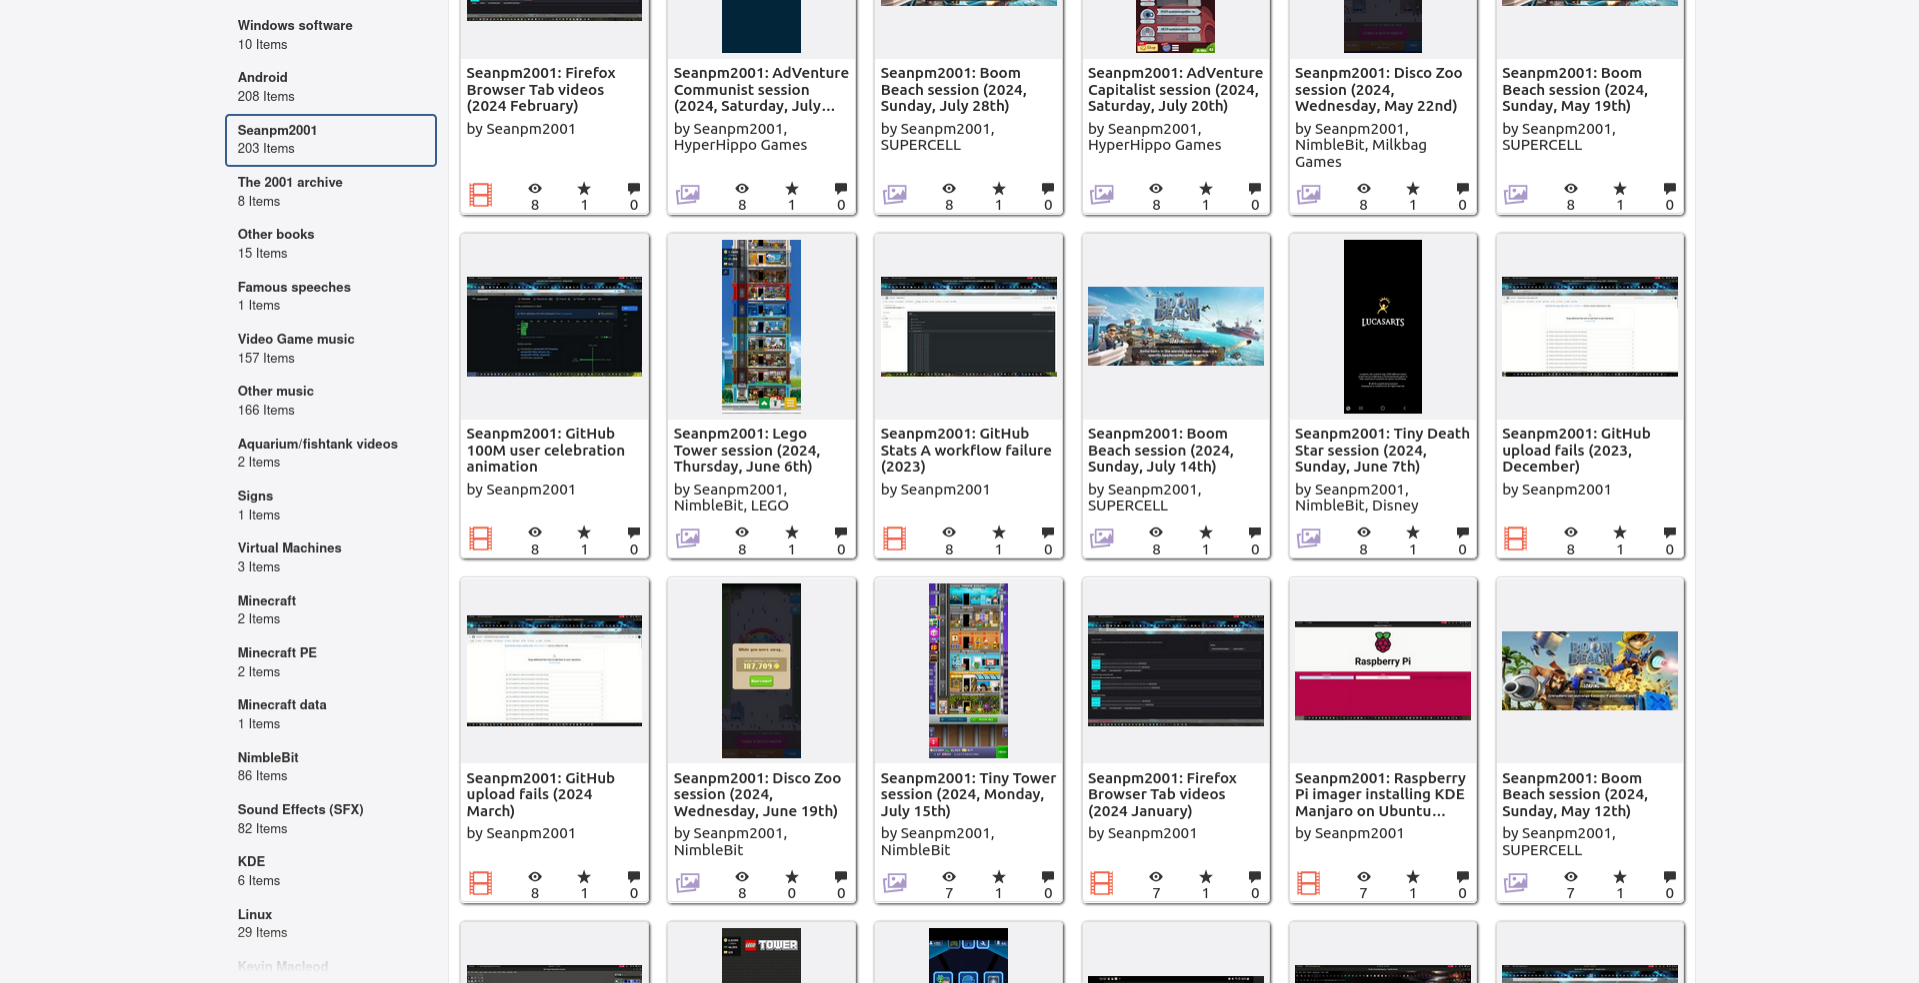 Windows software
10 Items
Android
208 Items
Seanpm2001
203 Items
The 2001 archive
8 Items
Other books
15 Items
Famous speeches
1 Items
Video Game music
157 Items
Other music
166 Items
Aquarium/fishtank videos
2 Items
Signs
1 Items
Virtual Machines
3 Items
Minecraft
2 Items
Minecraft PE
2 Items
Minecraft data
1 Items
NimbleBit
86 Items
Sound Effects (SFX)
82 Items
KDE
6 Items
Linux
29 Items
Kevin Macleod
Seanpm2001: Firefox
Browser Tab videos
(2024 February)
by Seanpm2001
8 1 0
Seanpm2001: AdVenture
Communist session
(2024, Saturday, July...
by Seanpm2001,
HyperHippo Games
8 1 0
Seanpm2001: Boom
Beach session (2024,
Sunday, July 28th)
by Seanpm2001,
SUPERCELL
8 1 0
Seanpm2001: AdVenture
Capitalist session (2024,
Saturday, July 20th)
by Seanpm2001,
HyperHippo Games
8 1 0
Seanpm2001: Disco Zoo
session (2024,
Wednesday, May 22nd)
by Seanpm2001,
NimbleBit, Milkbag
Games
8 1 0
Seanpm2001: Boom
Beach session (2024,
Sunday, May 19th)
by Seanpm2001,
SUPERCELL
8 1 0
Seanpm2001: GitHub
100M user celebration
animation
by Seanpm2001
8 1 0
Seanpm2001: Lego
Tower session (2024,
Thursday, June 6th)
by Seanpm2001,
NimbleBit, LEGO
8 1 0
Seanpm2001: GitHub
Stats A workflow failure
(2023)
by Seanpm2001
8 1 0
BOOM
BEACH
Seanpm2001: Boom
Beach session (2024,
Sunday, July 14th)
by Seanpm2001,
SUPERCELL
8 1 0
LUCASARTS
Seanpm2001: Tiny Death
Star session (2024,
Sunday, June 7th)
by Seanpm2001,
NimbleBit, Disney
8 1 0
Seanpm2001: GitHub
upload fails (2023,
December)
by Seanpm2001
8 1 0
Seanpm2001: GitHub
upload fails (2024
March)
by Seanpm2001
8 1 0
While you were away...
187,709
Seanpm2001: Disco Zoo
session (2024,
Wednesday, June 19th)
by Seanpm2001,
NimbleBit
8 0 0
Seanpm2001: Tiny Tower
session (2024, Monday,
July 15th)
by Seanpm2001,
NimbleBit
7 1 0
Seanpm2001: Firefox
Browser Tab videos
(2024 January)
by Seanpm2001
7 1 0
Raspberry Pi
Seanpm2001: Raspberry
Pi imager installing KDE
Manjaro on Ubuntu...
by Seanpm2001
7 1 0
BOOM
BEACH
Seanpm2001: Boom
Beach session (2024,
Sunday, May 12th)
by Seanpm2001,
SUPERCELL
7 1 0
LEGO TOWER